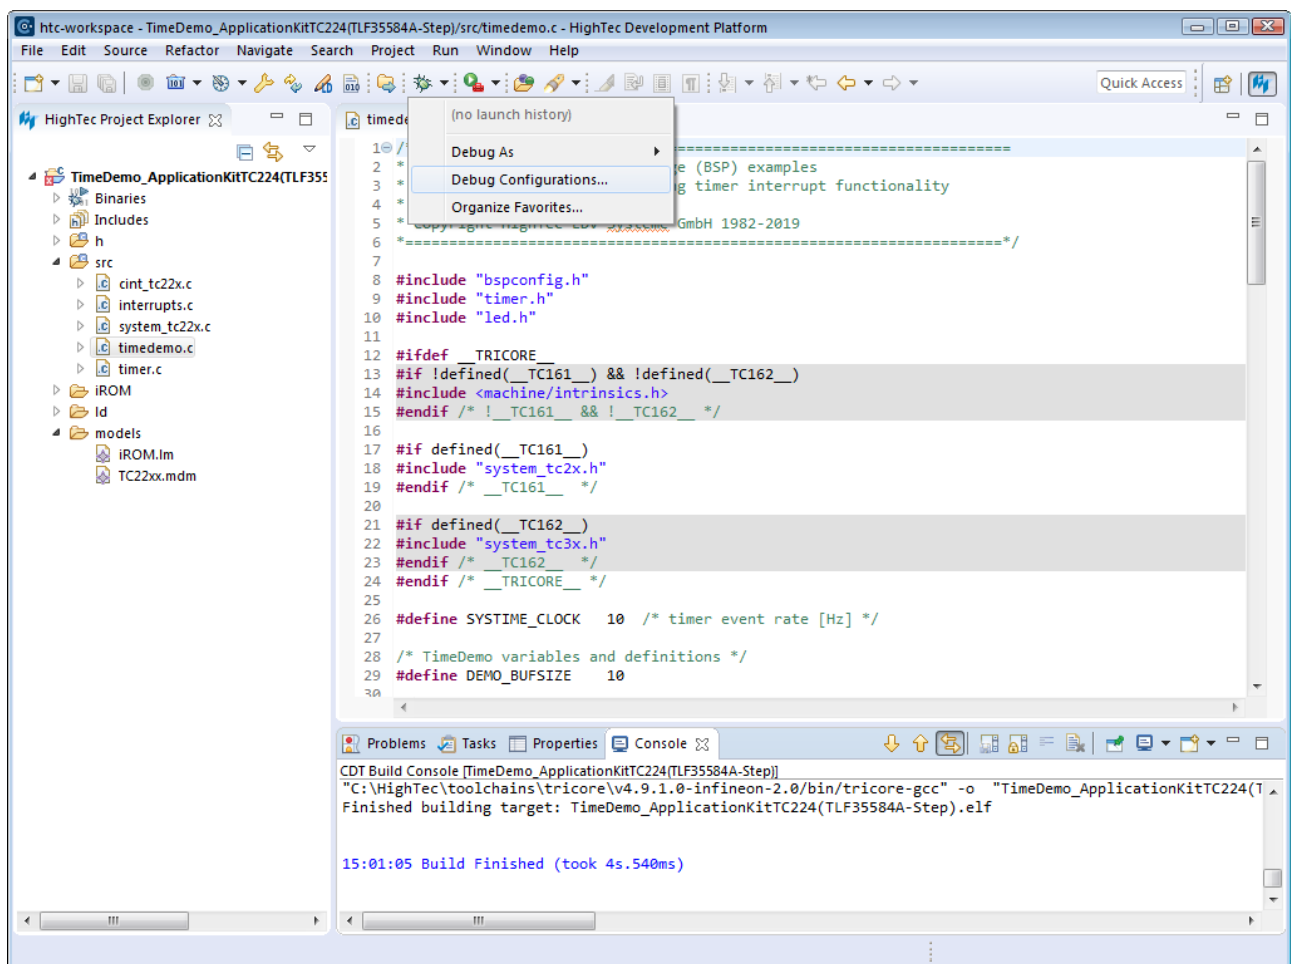 htc-workspace - TimeDemo_ApplicationKitTC224(TLF35584A-Step)/src/timedemo.c - HighTec Development Platform
File Edit Source Refactor Navigate Search Project Run Window Help
Quick Access
HighTec Project Explorer
TimeDemo_ApplicationKitTC224(TLF355
Binaries
Includes
h
src
cint_tc22x.c
interrupts.c
system_tc22x.c
timedemo.c
timer.c
iROM
ld
models
iROM.lm
TC22xx.mdm
timede
(no launch history)
Debug As
Debug Configurations...
Organize Favorites...
1 /* =======================================
2 * ge (BSP) examples
3 * g timer interrupt functionality
4 *
5 * Copyright HighTec EDV Systeme GmbH 1982-2019
6 *====================================================================*/
7
8 #include "bspconfig.h"
9 #include "timer.h"
10 #include "led.h"
11
12 #ifdef __TRICORE__
13 #if !defined(__TC161__) && !defined(__TC162__)
14 #include <machine/intrinsics.h>
15 #endif /* !__TC161__ && !__TC162__ */
16
17 #if defined(__TC161__)
18 #include "system_tc2x.h"
19 #endif /* __TC161__ */
20
21 #if defined(__TC162__)
22 #include "system_tc3x.h"
23 #endif /* __TC162__ */
24 #endif /* __TRICORE__ */
25
26 #define SYSTIME_CLOCK 10 /* timer event rate [Hz] */
27
28 /* TimeDemo variables and definitions */
29 #define DEMO_BUFSIZE 10
30
Problems Tasks Properties Console
CDT Build Console [TimeDemo_ApplicationKitTC224(TLF35584A-Step)]
"C:\HighTec\toolchains\tricore\v4.9.1.0-infineon-2.0/bin/tricore-gcc" -o "TimeDemo_ApplicationKitTC224(T
Finished building target: TimeDemo_ApplicationKitTC224(TLF35584A-Step).elf
15:01:05 Build Finished (took 4s.540ms)